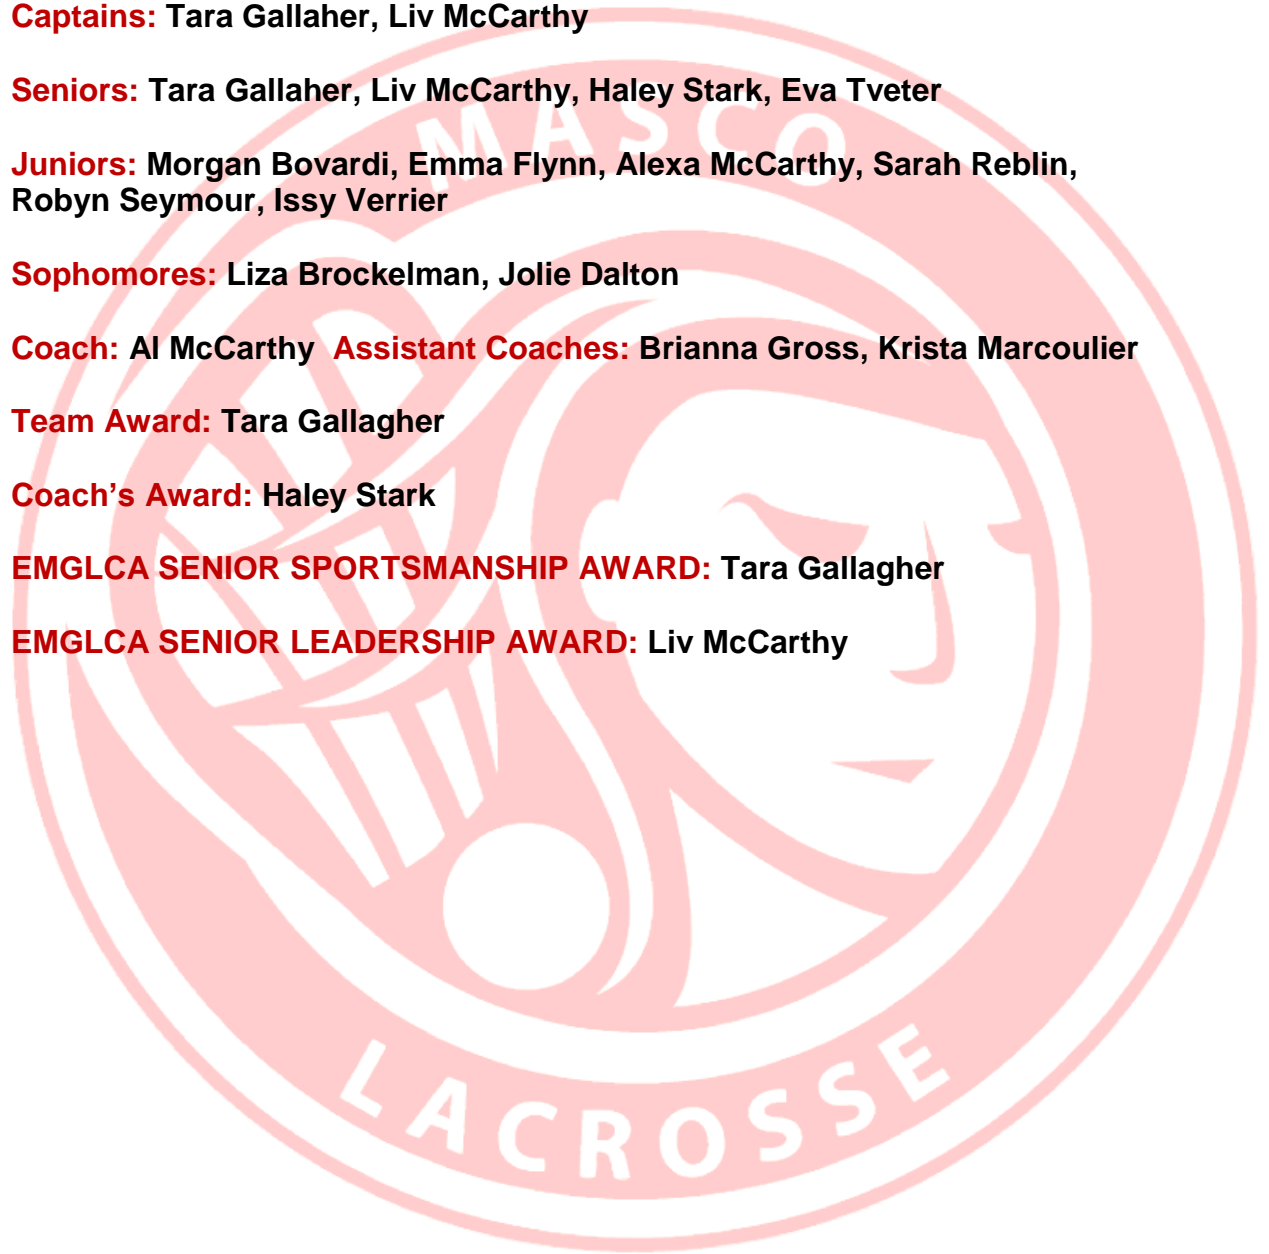 Captains: Tara Gallaher, Liv McCarthy
Seniors: Tara Gallaher, Liv McCarthy, Haley Stark, Eva Tveter
Juniors: Morgan Bovardi, Emma Flynn, Alexa McCarthy, Sarah Reblin,
Robyn Seymour, Issy Verrier
Sophomores: Liza Brockelman, Jolie Dalton
Coach: Al McCarthy  Assistant Coaches: Brianna Gross, Krista Marcoulier
Team Award: Tara Gallagher
Coach’s Award: Haley Stark
EMGLCA SENIOR SPORTSMANSHIP AWARD: Tara Gallagher
EMGLCA SENIOR LEADERSHIP AWARD: Liv McCarthy
MASCO
LACROSSE